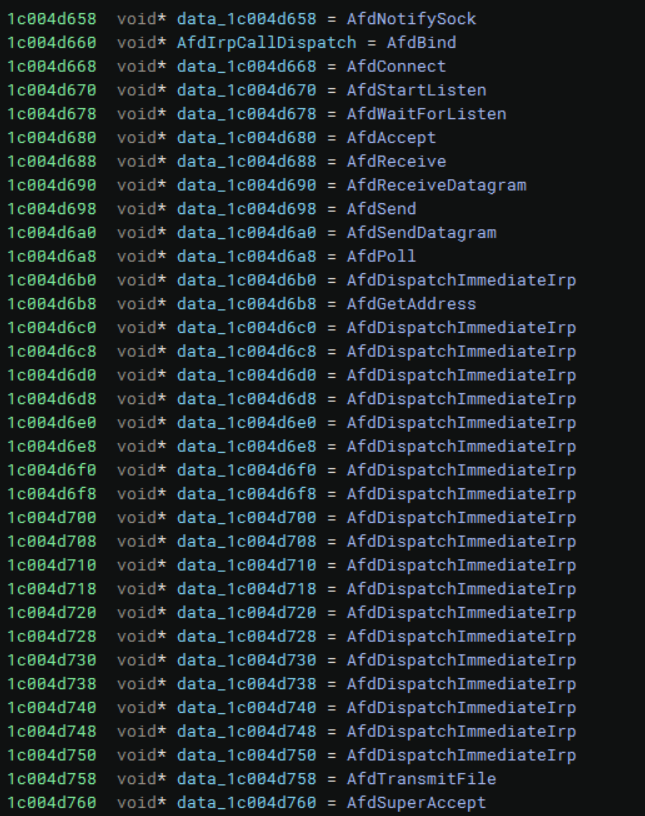 1c004d658  void* data_1c004d658 = AfdNotifySock
1c004d660  void* AfdIrpCallDispatch = AfdBind
1c004d668  void* data_1c004d668 = AfdConnect
1c004d670  void* data_1c004d670 = AfdStartListen
1c004d678  void* data_1c004d678 = AfdWaitForListen
1c004d680  void* data_1c004d680 = AfdAccept
1c004d688  void* data_1c004d688 = AfdReceive
1c004d690  void* data_1c004d690 = AfdReceiveDatagram
1c004d698  void* data_1c004d698 = AfdSend
1c004d6a0  void* data_1c004d6a0 = AfdSendDatagram
1c004d6a8  void* data_1c004d6a8 = AfdPoll
1c004d6b0  void* data_1c004d6b0 = AfdDispatchImmediateIrp
1c004d6b8  void* data_1c004d6b8 = AfdGetAddress
1c004d6c0  void* data_1c004d6c0 = AfdDispatchImmediateIrp
1c004d6c8  void* data_1c004d6c8 = AfdDispatchImmediateIrp
1c004d6d0  void* data_1c004d6d0 = AfdDispatchImmediateIrp
1c004d6d8  void* data_1c004d6d8 = AfdDispatchImmediateIrp
1c004d6e0  void* data_1c004d6e0 = AfdDispatchImmediateIrp
1c004d6e8  void* data_1c004d6e8 = AfdDispatchImmediateIrp
1c004d6f0  void* data_1c004d6f0 = AfdDispatchImmediateIrp
1c004d6f8  void* data_1c004d6f8 = AfdDispatchImmediateIrp
1c004d700  void* data_1c004d700 = AfdDispatchImmediateIrp
1c004d708  void* data_1c004d708 = AfdDispatchImmediateIrp
1c004d710  void* data_1c004d710 = AfdDispatchImmediateIrp
1c004d718  void* data_1c004d718 = AfdDispatchImmediateIrp
1c004d720  void* data_1c004d720 = AfdDispatchImmediateIrp
1c004d728  void* data_1c004d728 = AfdDispatchImmediateIrp
1c004d730  void* data_1c004d730 = AfdDispatchImmediateIrp
1c004d738  void* data_1c004d738 = AfdDispatchImmediateIrp
1c004d740  void* data_1c004d740 = AfdDispatchImmediateIrp
1c004d748  void* data_1c004d748 = AfdDispatchImmediateIrp
1c004d750  void* data_1c004d750 = AfdDispatchImmediateIrp
1c004d758  void* data_1c004d758 = AfdTransmitFile
1c004d760  void* data_1c004d760 = AfdSuperAccept